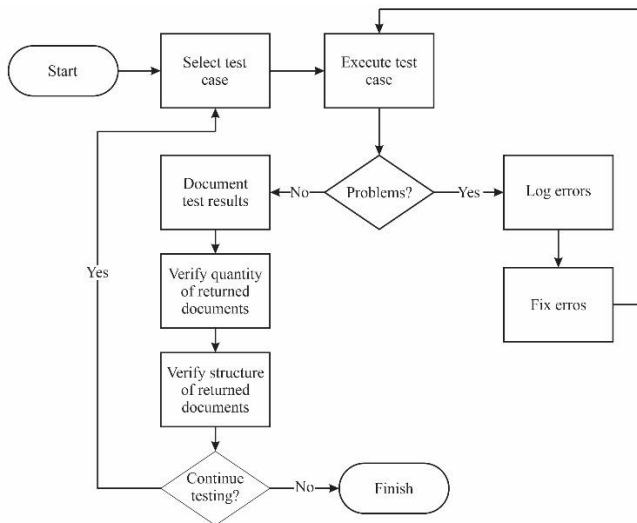 Start
Select test
case
Execute test
case
Document
test results
No
Problems?
Yes
Log errors
Yes
Verify quantity
of returned
documents
Fix erros
Verify structure
of returned
documents
Continue
testing?
No
Finish